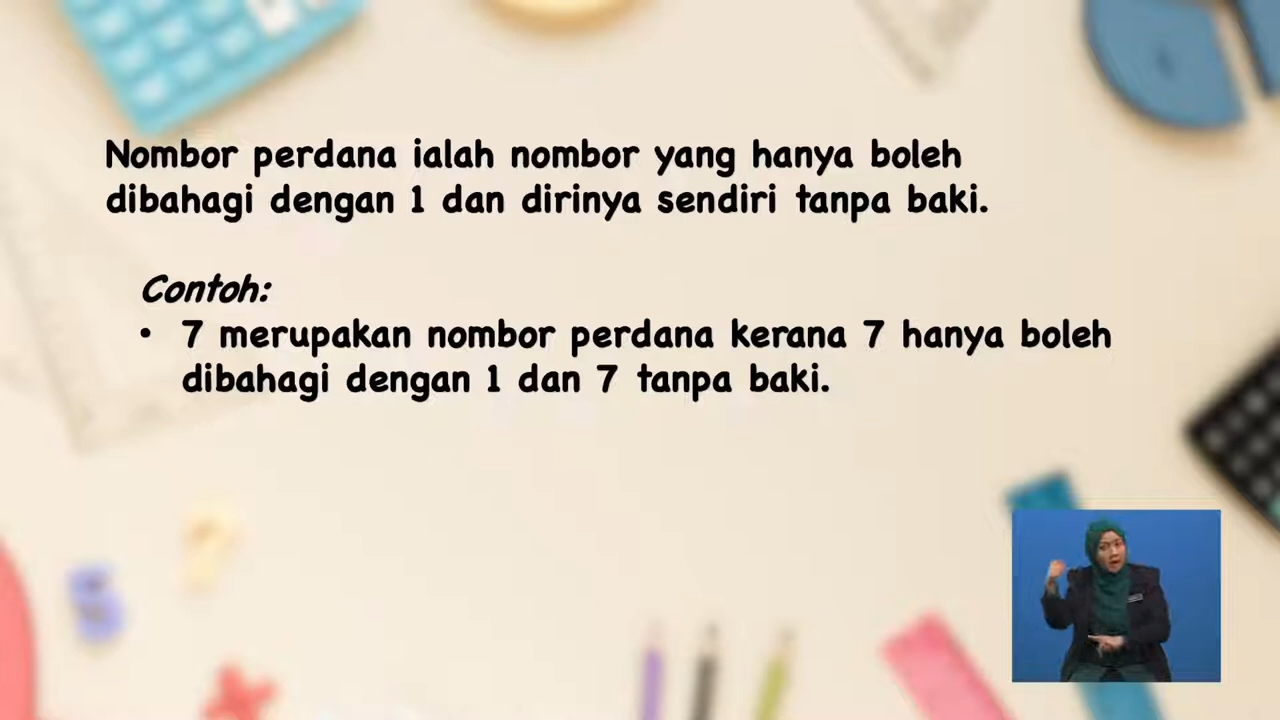 Nombor perdana ialah nombor yang hanya boleh
dibahagi dengan 1 dan dirinya sendiri tanpa baki.
Contoh:
• 7 merupakan nombor perdana kerana 7 hanya boleh
dibahagi dengan 1 dan 7 tanpa baki.